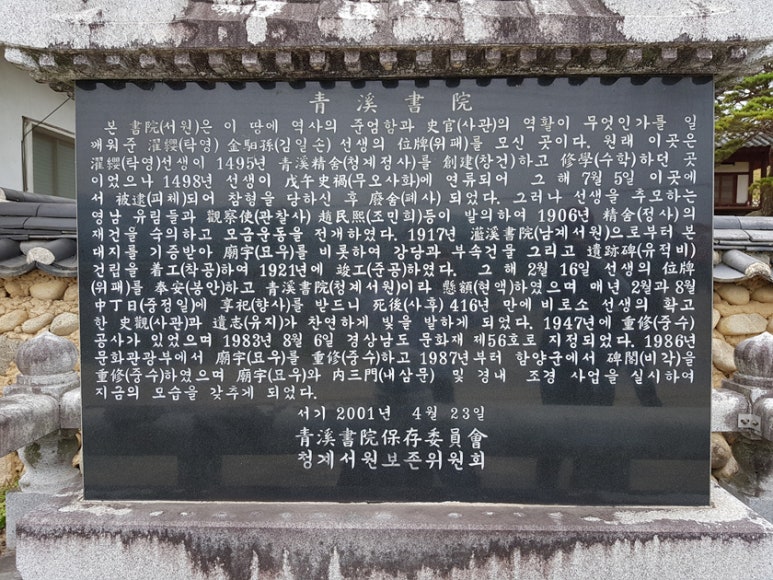 靑溪書院
본 書院(서원)은 이 땅에 역사의 준엄함과 史官(사관)의 역활이 무엇인가를 일
깨워준 濯纓(탁영) 金馹孫(김일손) 선생의 位牌(위패)를 모신 곳이다. 원래 이곳은
濯纓(탁영)선생이 1495년 靑溪精舍(청계정사)를 創建(창건)하고 修學(수학)하던 곳
이었으나 1498년 선생이 戊午史禍(무오사화)에 연류되어 그 해 7월 5일 이곳에
서 被逮(피체)되어 참형을 당하신 후 廢舍(폐사) 되었다. 그러나 선생을 추모하는
영남 유림들과 觀察使(관찰사) 趙民熙(조민희)등이 발의하여 1906년 精舍(정사)의
재건을 숙의하고 모금운동을 전개하였다. 1917년 灆溪書院(남계서원)으로부터 본
대지를 기증받아 廟宇(묘우)를 비롯하여 강당과 부속건물 그리고 遺跡碑(유적비)
건립을 着工(착공)하여 1921년에 竣工(준공)하였다. 그 해 2월 16일 선생의 位牌
(위패)를 奉安(봉안)하고 靑溪書院(청계서원)이라 懸額(현액)하였으며 매년 2월과 8월
中丁日(중정일)에 享祀(향사)를 받드니 死後(사후) 416년 만에 비로소 선생의 확고
한 史觀(사관)과 遺志(유지)가 찬연하게 빛을 발하게 되었다. 1947년에 重修(중수)
공사가 있었으며 1983년 8월 6일 경상남도 문화재 제56호로 지정되었다. 1986년
문화관광부에서 廟宇(묘우)를 重修(중수)하고 1987년부터 함양군에서 碑閣(비각)을
重修(중수)하였으며 廟宇(묘우)와 內三門(내삼문) 및 경내 조경 사업을 실시하여
지금의 모습을 갖추게 되었다.
서기 2001년 4월 23일
靑溪書院保存委員會
청계서원보존위원회